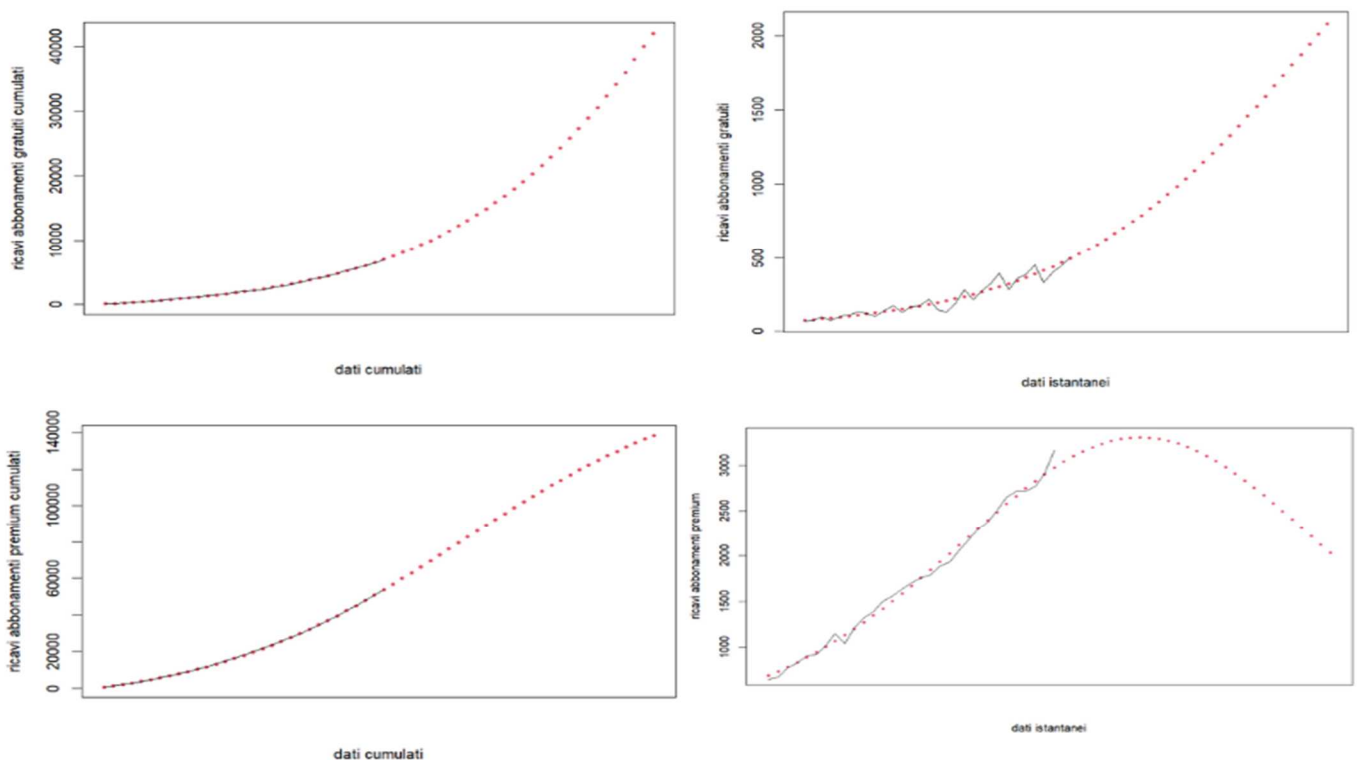 ricavi abbonamenti gratuiti cumulati
40000
30000
20000
10000
0
dati cumulati
ricavi abbonamenti gratuiti
2000
1500
1000
500
0
dati istantanei
ricavi abbonamenti premium cumulati
140000
100000
60000
20000
0
dati cumulati
ricavi abbonamenti premium
3000
2500
2000
1500
1000
dati istantanei